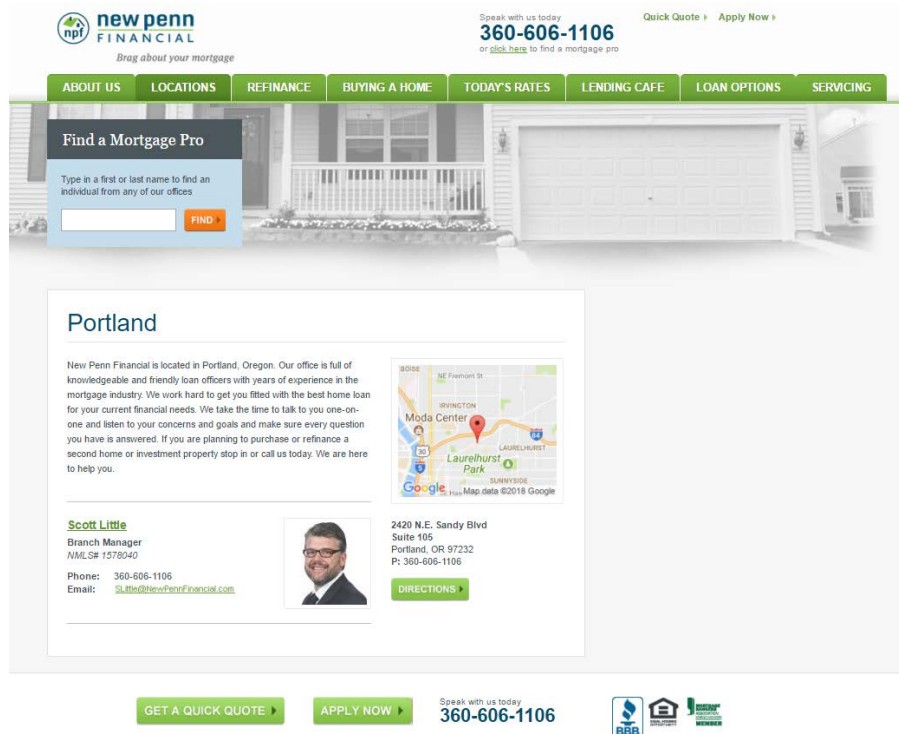 npf
new penn
FINANCIAL
Brag about your mortgage
Speak with us today
360-606-1106
or click here to find a mortgage pro
Quick Quote
Apply Now
ABOUT US
LOCATIONS
REFINANCE
BUYING A HOME
TODAY'S RATES
LENDING CAFE
LOAN OPTIONS
SERVICING
Find a Mortgage Pro
Type in a first or last name to find an
individual from any of our offices
FIND
Portland
New Penn Financial is located in Portland, Oregon. Our office is full of
knowledgeable and friendly loan officers with years of experience in the
mortgage industry. We work hard to get you fitted with the best home loan
for your current financial needs. We take the time to talk to you one-on-
one and listen to your concerns and goals and make sure every question
you have is answered. If you are planning to purchase or refinance a
second home or investment property stop in or call us today. We are here
to help you.
BOISE
NE Fremont St
IRVINGTON
Moda Center
84
30
LAURELHURST
5
Laurelhurst
Park
SUNNYSIDE
Google
Map data ©2018 Google
Scott Little
Branch Manager
NMLS# 1578040
Phone: 360-606-1106
Email: SLittle@NewPennFinancial.com
2420 N.E. Sandy Blvd
Suite 105
Portland, OR 97232
P: 360-606-1106
DIRECTIONS
GET A QUICK QUOTE
APPLY NOW
Speak with us today
360-606-1106
BBB
MEMBER